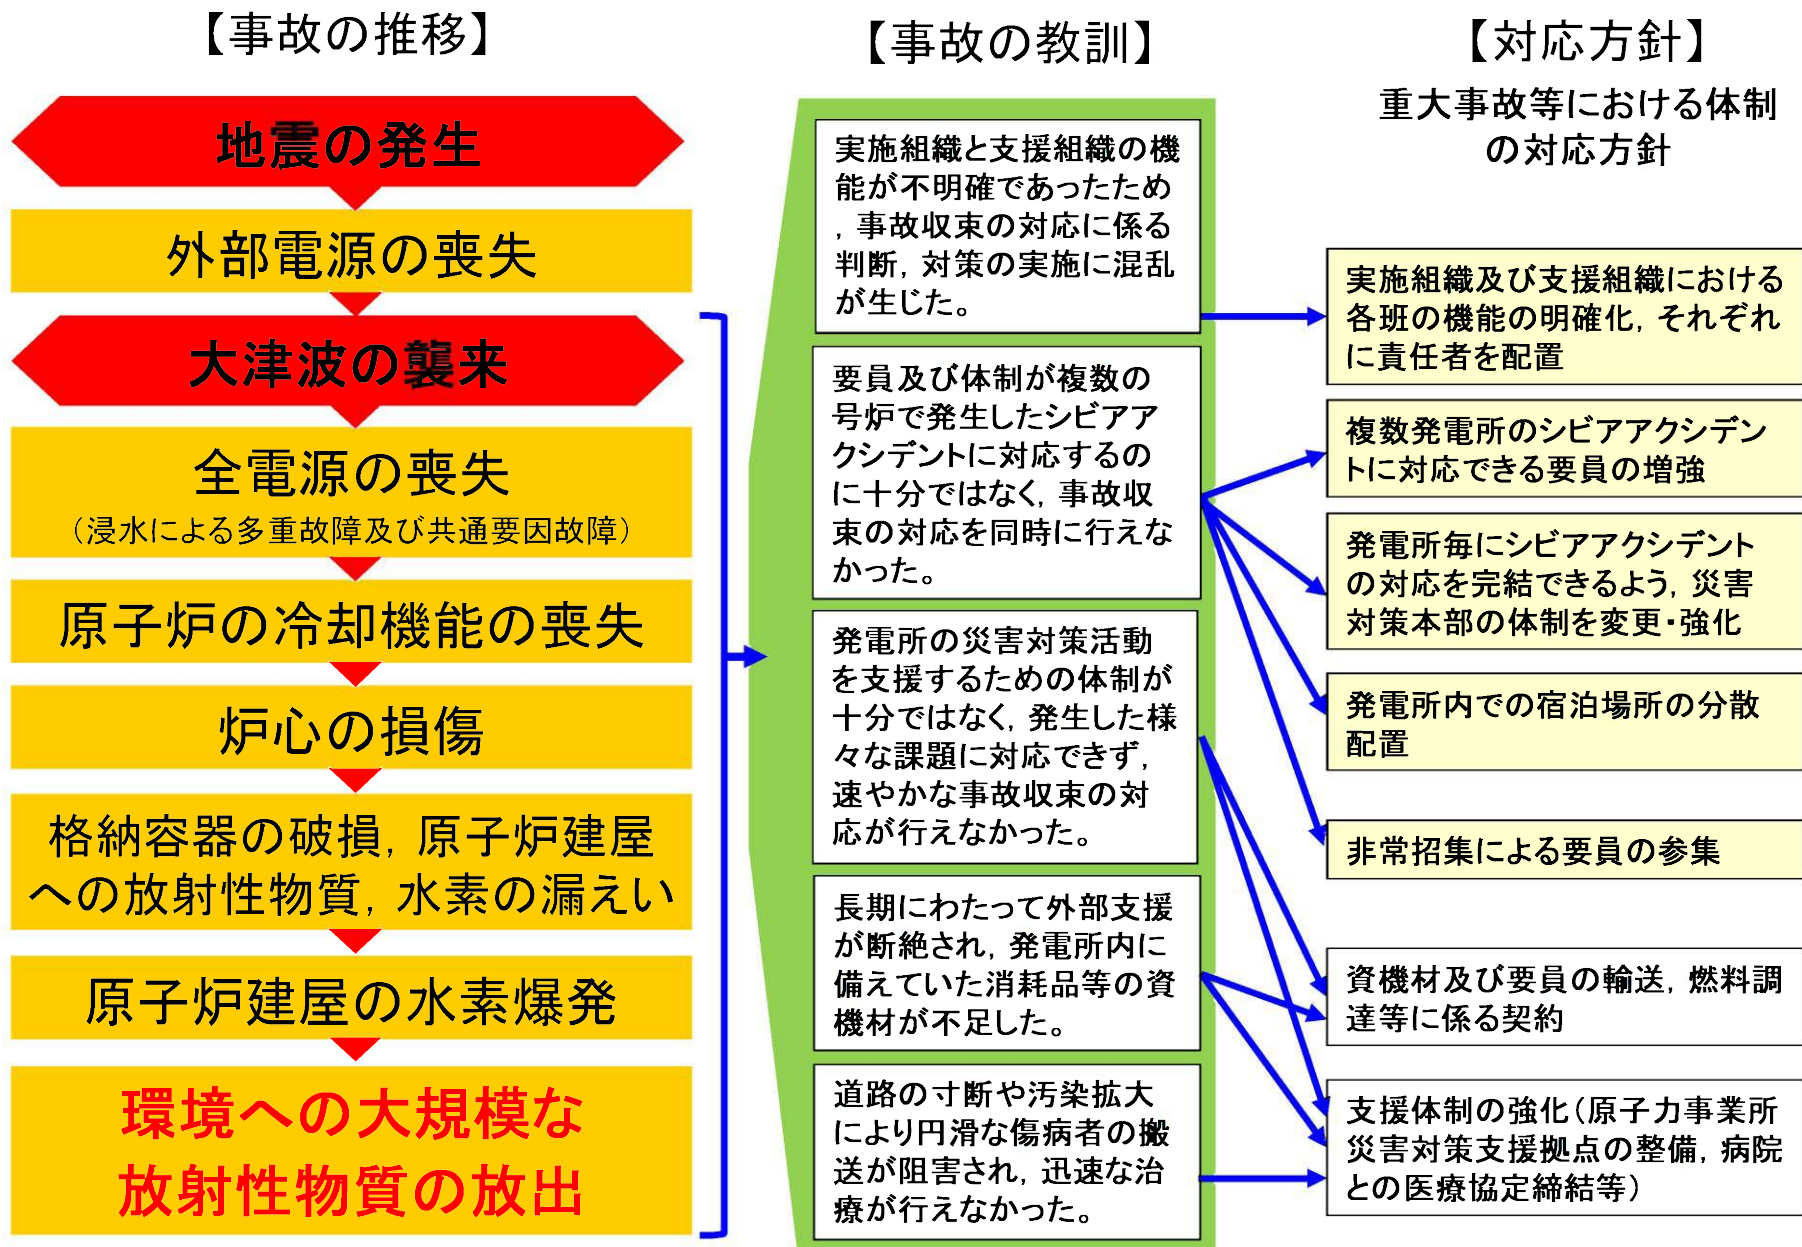 【事故の推移】
地震の発生
外部電源の喪失
大津波の襲来
全電源の喪失
（浸水による多重故障及び共通要因故障）
原子炉の冷却機能の喪失
炉心の損傷
格納容器の破損，原子炉建屋
への放射性物質，水素の漏えい
原子炉建屋の水素爆発
環境への大規模な
放射性物質の放出
【事故の教訓】
実施組織と支援組織の機
能が不明確であったため
，事故収束の対応に係る
判断，対策の実施に混乱
が生じた。
要員及び体制が複数の
号炉で発生したシビアア
クシデントに対応するの
に十分ではなく，事故収
束の対応を同時に行えな
かった。
発電所の災害対策活動
を支援するための体制が
十分ではなく，発生した様
々な課題に対応できず，
速やかな事故収束の対
応が行えなかった。
長期にわたって外部支援
が断絶され，発電所内に
備えていた消耗品等の資
機材が不足した。
道路の寸断や汚染拡大
により円滑な傷病者の搬
送が阻害され，迅速な治
療が行えなかった。
【対応方針】
重大事故等における体制
の対応方針
実施組織及び支援組織における
各班の機能の明確化，それぞれ
に責任者を配置
複数発電所のシビアアクシデン
トに対応できる要員の増強
発電所毎にシビアアクシデント
の対応を完結できるよう，災害
対策本部の体制を変更・強化
発電所内での宿泊場所の分散
配置
非常招集による要員の参集
資機材及び要員の輸送，燃料調
達等に係る契約
支援体制の強化（原子力事業所
災害対策支援拠点の整備，病院
との医療協定締結等）